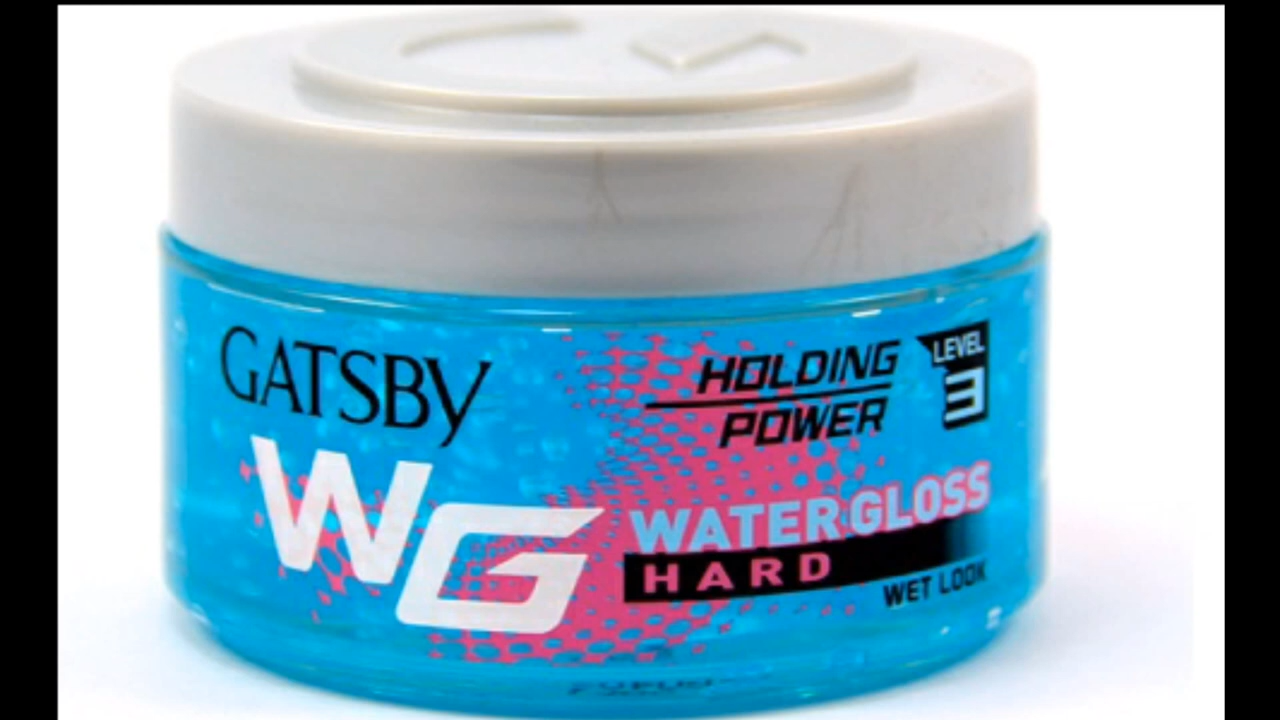 GATSBY
WG
HOLDING
POWER
LEVEL
3
WATER GLOSS
HARD
WET LOOK